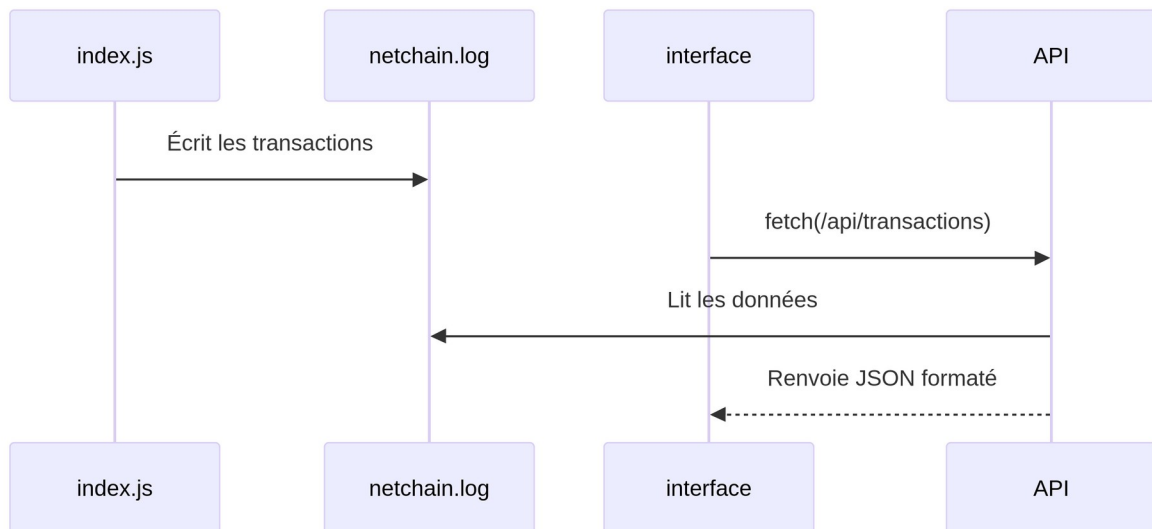 index.js
netchain.log
interface
API
Écrit les transactions
fetch(/api/transactions)
Lit les données
Renvoie JSON formaté
index.js
netchain.log
interface
API